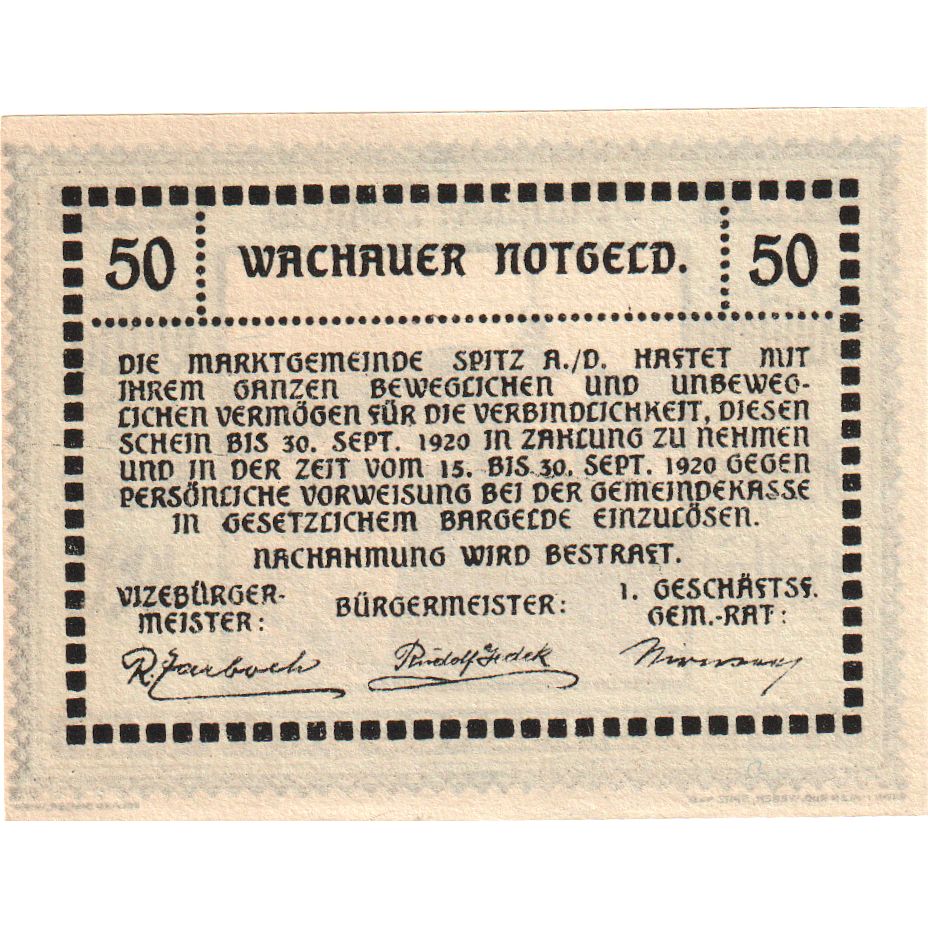 50 WACHAUER NOTGELD. 50
DIE MARKTGEMEINDE SPITZ A./D. HAFTET MIT
IHREM GANZEN BEWEGLICHEN UND UNBEWEG-
LICHEN VERMÖGEN FÜR DIE VERBINDLICHKEIT, DIESEN
SCHEIN BIS 30. SEPT. 1920 IN ZAHLUNG ZU NEHMEN
UND IN DER ZEIT VOM 15. BIS 30. SEPT. 1920 GEGEN
PERSÖNLICHE VORWEISUNG BEI DER GEMEINDEKASSE
IN GESETZLICHEM BARGELDE EINZULÖSEN.
NACHAHMUNG WIRD BESTRAFT.
VIZEBÜRGER-
MEISTER:
BÜRGERMEISTER:
1. GESCHÄFTSF.
GEM.-RAT:
R.
Rudolf